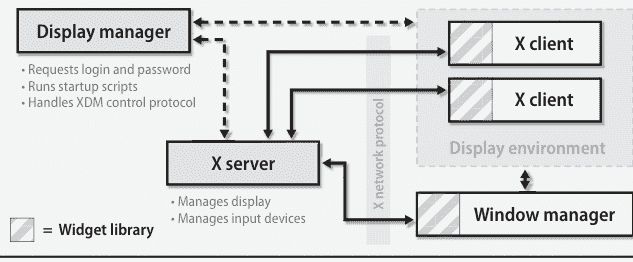 Display manager
• Requests login and password
• Runs startup scripts
• Handles XDM control protocol
X client
X client
Display environment
X server
• Manages display
• Manages input devices
X network protocol
Window manager
= Widget library